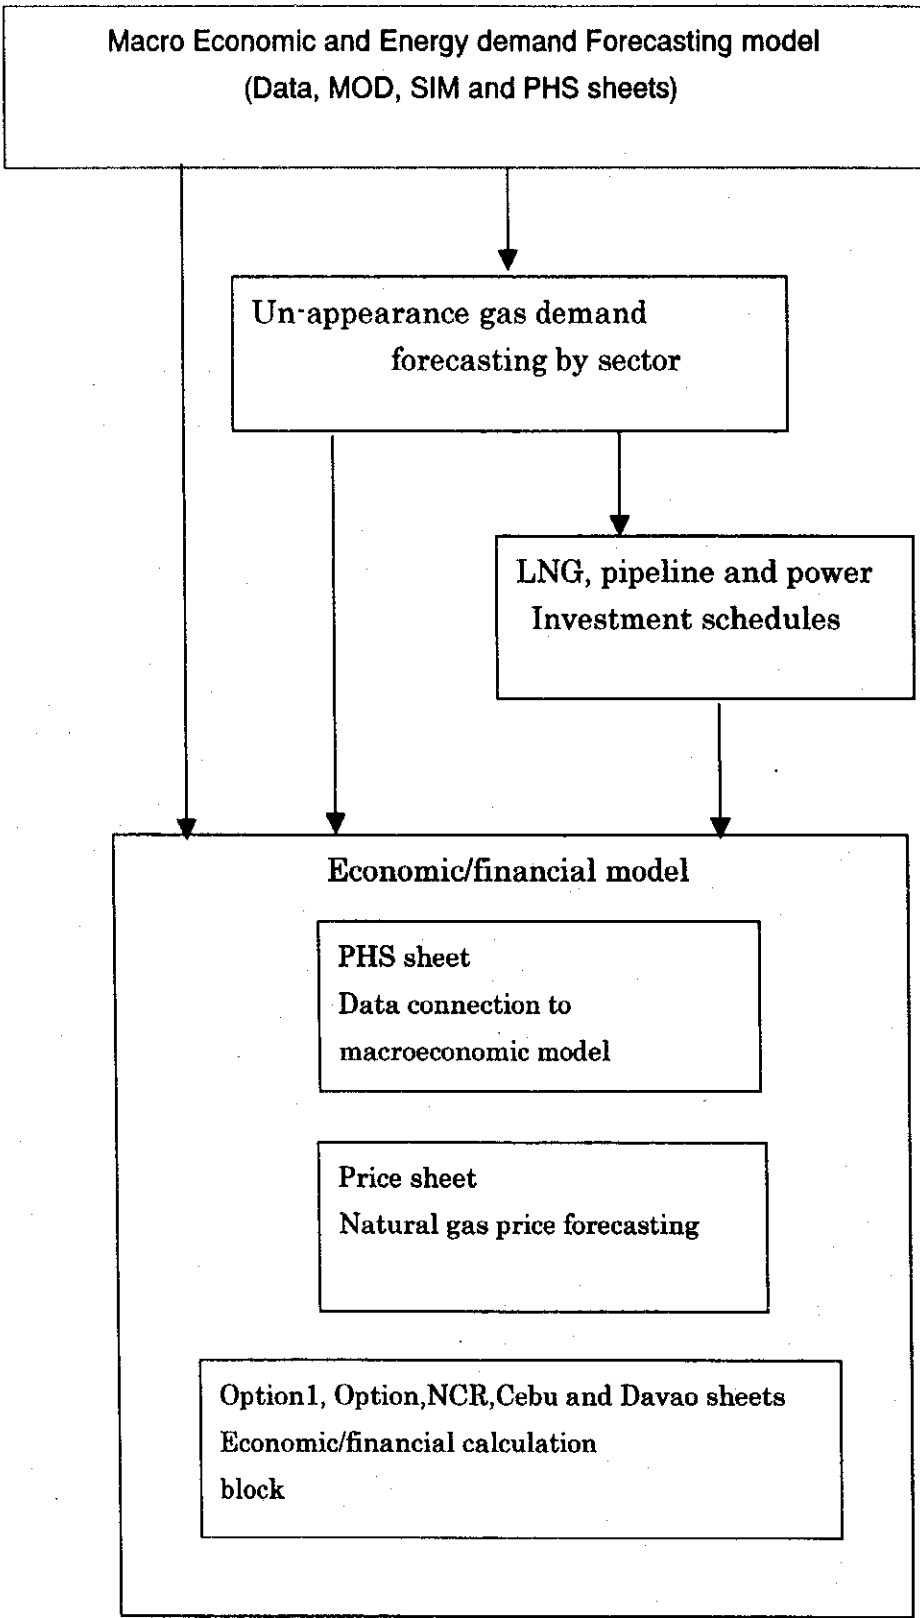 Macro Economic and Energy demand Forecasting model
(Data, MOD, SIM and PHS sheets)
Un-appearance gas demand
forecasting by sector
LNG, pipeline and power
Investment schedules
Economic/financial model
PHS sheet
Data connection to
macroeconomic model
Price sheet
Natural gas price forecasting
Option1, Option,NCR,Cebu and Davao sheets
Economic/financial calculation
block